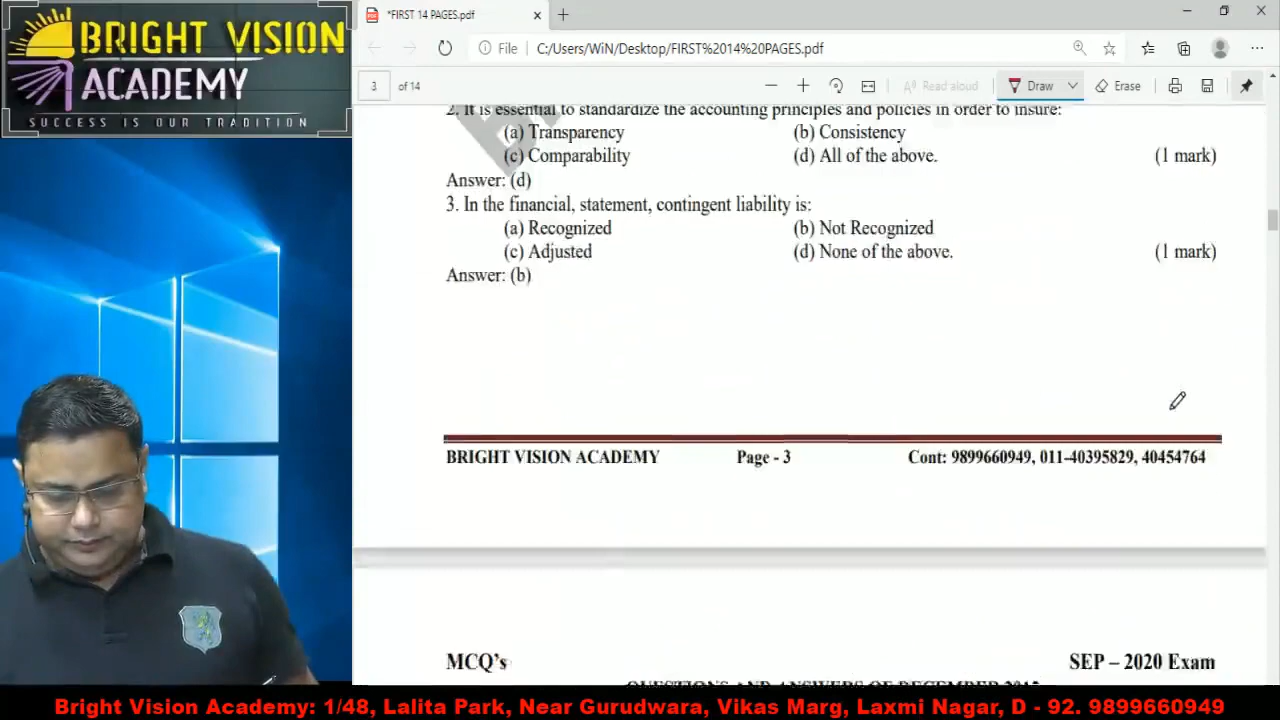 BRIGHT VISION
ACADEMY
SUCCESS IS OUR TRADITION
*FIRST 14 PAGES.pdf
File C:/Users/WiN/Desktop/FIRST%2014%20PAGES.pdf
3 of 14
Read aloud
Draw
Erase
2. It is essential to standardize the accounting principles and policies in order to insure:
(a) Transparency (b) Consistency
(c) Comparability (d) All of the above. (1 mark)
Answer: (d)
3. In the financial, statement, contingent liability is:
(a) Recognized (b) Not Recognized
(c) Adjusted (d) None of the above. (1 mark)
Answer: (b)
BRIGHT VISION ACADEMY Page - 3 Cont: 9899660949, 011-40395829, 40454764
MCQ's SEP – 2020 Exam
QUESTIONS AND ANSWERS OF DECEMBER
Bright Vision Academy: 1/48, Lalita Park, Near Gurudwara, Vikas Marg, Laxmi Nagar, D - 92. 9899660949